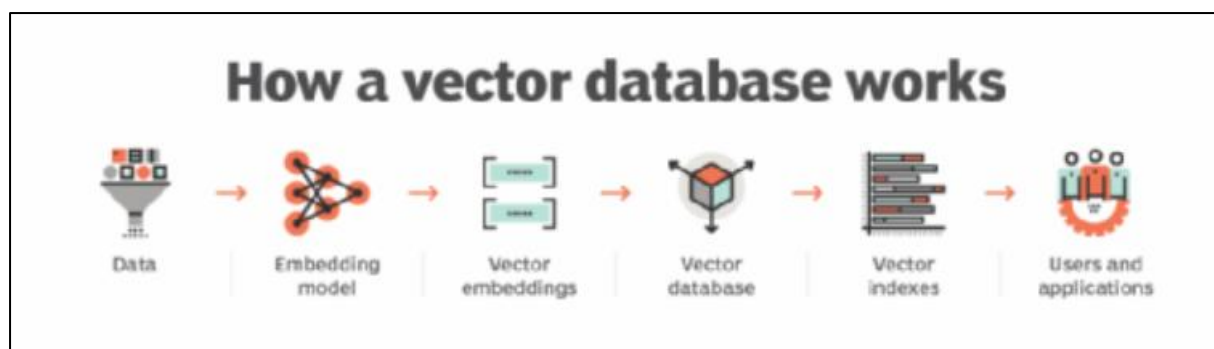 How a vector database works
Data
Embedding
model
Vector
embeddings
Vector
database
Vector
indexes
Users and
applications